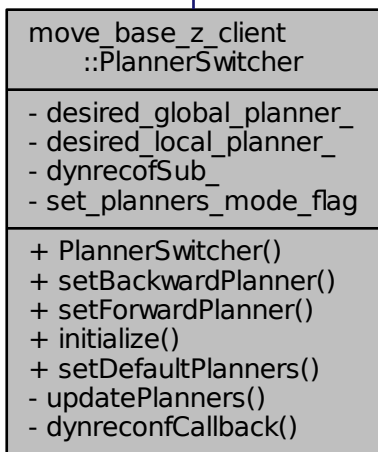 move_base_z_client
::PlannerSwitcher
- desired_global_planner_
- desired_local_planner_
- dynrecofSub_
- set_planners_mode_flag
+ PlannerSwitcher()
+ setBackwardPlanner()
+ setForwardPlanner()
+ initialize()
+ setDefaultPlanners()
- updatePlanners()
- dynreconfCallback()